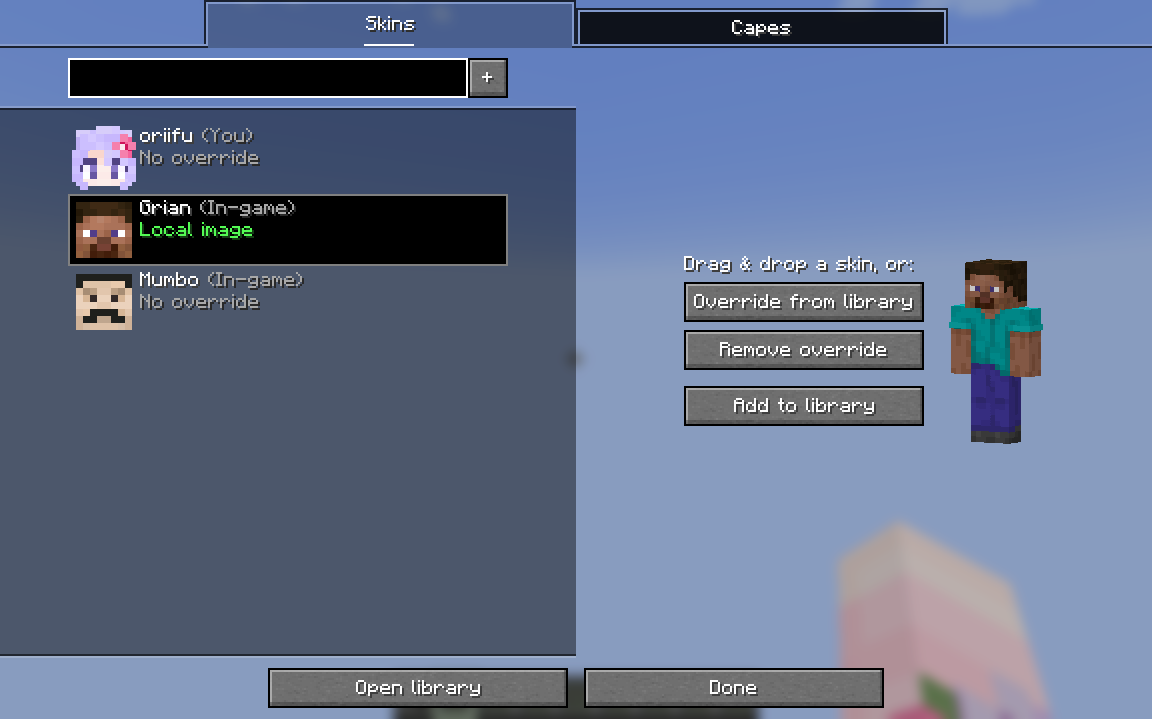 Skins
Capes
+
oriifu (You)
No override
Grian (In-game)
Local image
Mumbo (In-game)
No override
Drag & drop a skin, or:
Override from library
Remove override
Add to library
Open library
Done